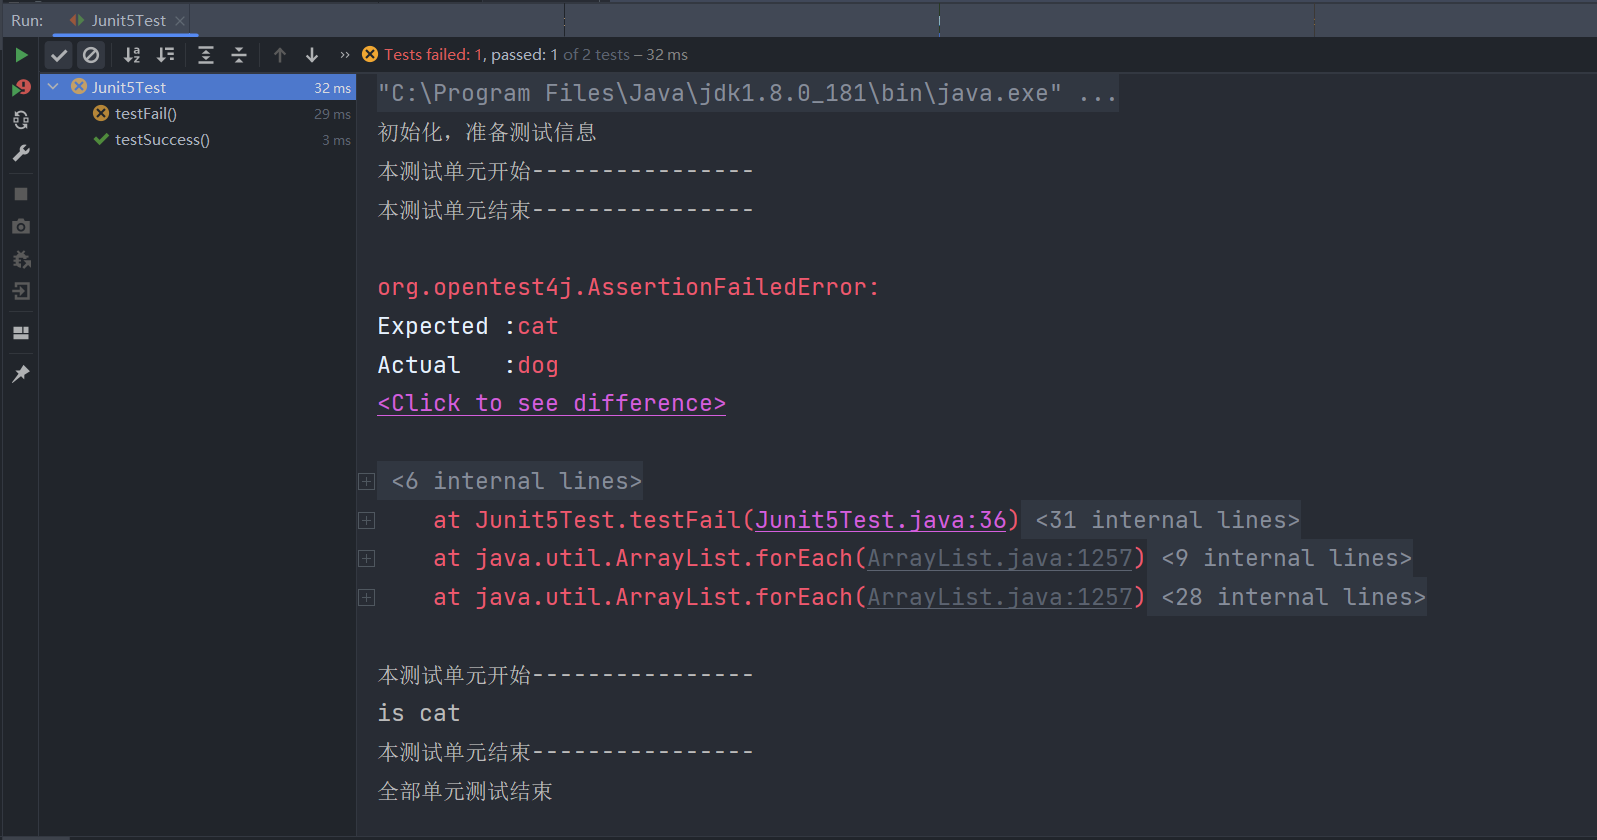 Run: Junit5Test
Tests failed: 1, passed: 1 of 2 tests – 32 ms
Junit5Test 32 ms
testFail() 29 ms
testSuccess() 3 ms
"C:\Program Files\Java\jdk1.8.0_181\bin\java.exe" ...
初始化，准备测试信息
本测试单元开始----------------
本测试单元结束----------------
org.opentest4j.AssertionFailedError:
Expected :cat
Actual   :dog
<Click to see difference>
<6 internal lines>
at Junit5Test.testFail(Junit5Test.java:36) <31 internal lines>
at java.util.ArrayList.forEach(ArrayList.java:1257) <9 internal lines>
at java.util.ArrayList.forEach(ArrayList.java:1257) <28 internal lines>
本测试单元开始----------------
is cat
本测试单元结束----------------
全部单元测试结束